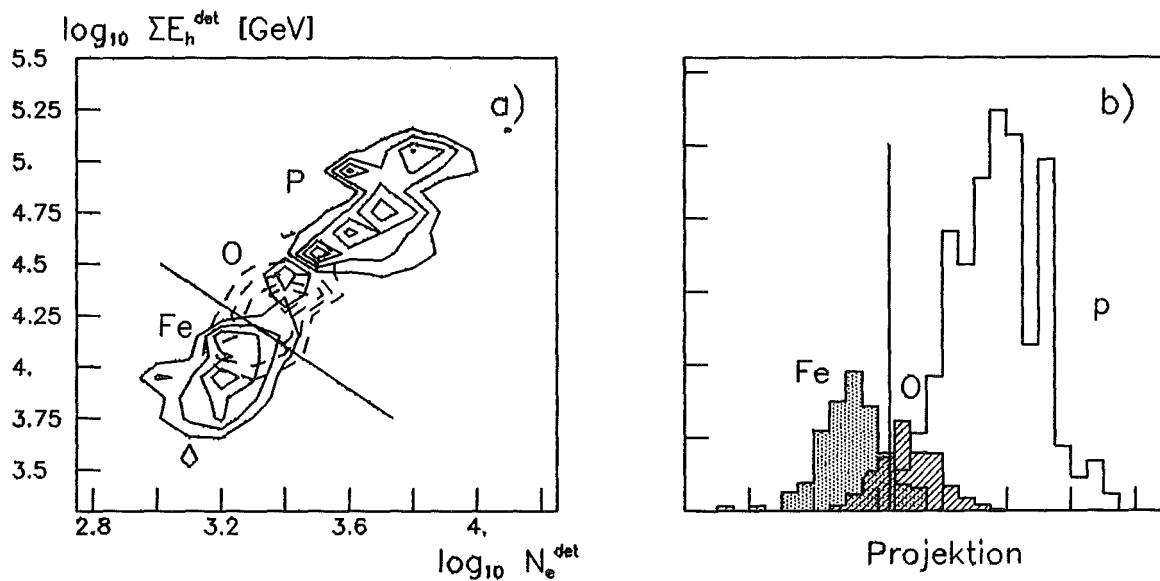 log₁₀ ΣE_h^det [GeV]
5.5
5.25
5.
4.75
4.5
4.25
4.
3.75
3.5
a)
P
O
Fe
2.8
3.2
3.6
4.
log₁₀ N_e^det
b)
Fe
O
p
Projektion